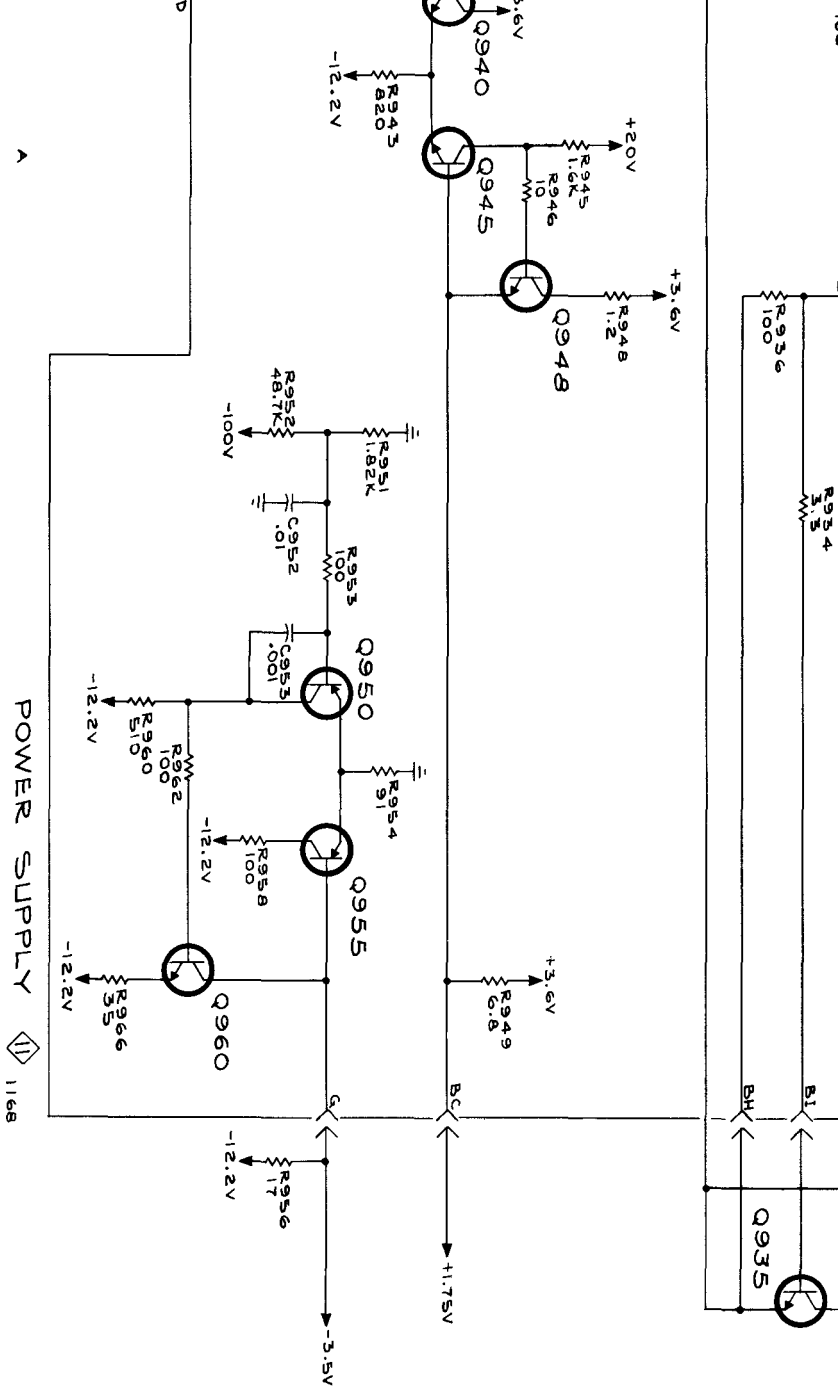 3.6V
Q940
-12.2V
R943
820
+20V
R945
1.6K
R946
10
Q945
+3.6V
R948
1.2
Q948
R936
100
R934
3.3
R952
48.7K
-100V
R951
1.82K
C952
.01
R953
100
C953
.001
Q950
-12.2V
R960
510
R962
100
R954
91
-12.2V
R958
100
Q955
-12.2V
R966
35
Q960
+3.6V
R949
6.8
BH
BI
BC
G
-12.2V
R956
17
Q935
+1.75V
-3.5V
POWER SUPPLY 11
1168
A